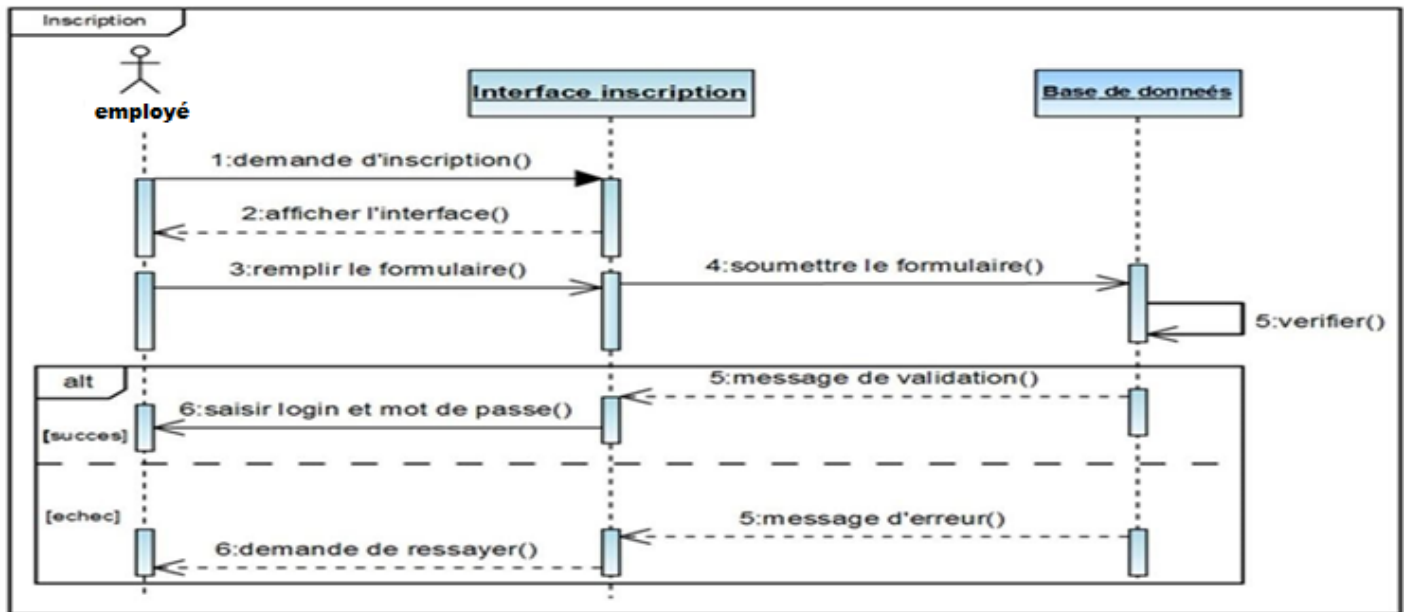 Inscription
employé
Interface inscription
Base de donneés
1:demande d'inscription()
2:afficher l'interface()
3:remplir le formulaire()
4:soumettre le formulaire()
5:verifier()
alt
5:message de validation()
6:saisir login et mot de passe()
[succes]
[echec]
5:message d'erreur()
6:demande de ressayer()